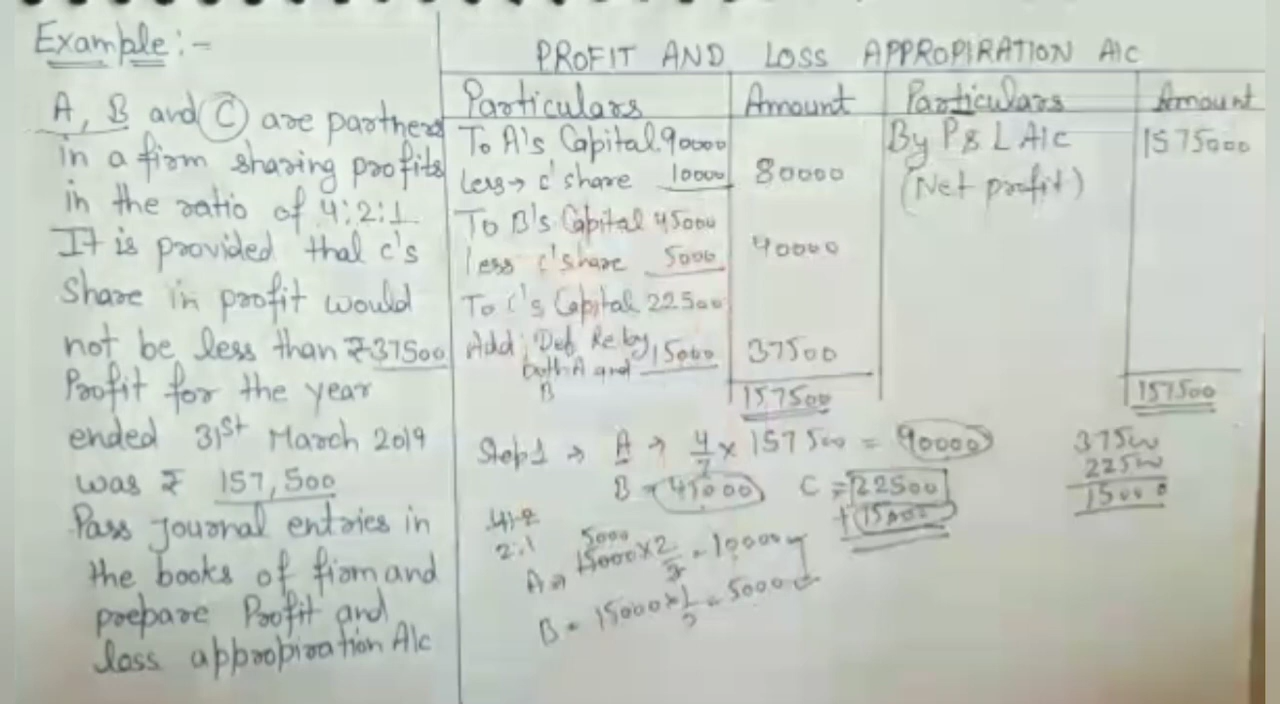 Example :-
A, B and C are partners
in a firm sharing profits
in the ratio of 4:2:1
It is provided that c's
Share in profit would
not be less than ₹37500
Profit for the year
ended 31st March 2019
was ₹ 157,500
Pass Journal entries in
the books of firm and
prepare Profit and
loss appropiration A/c
PROFIT AND LOSS APPROPIRATION A/c
Particulars Amount Particulars Amount
To A's Capital 90000 By P & L A/c 1575000
Less → c' share 10000 80000 (Net profit)
To B's Capital 45000
less c' share 5000 40000
To C's Capital 22500
Add: Def Re by 15000 37500
both A and
B
157500 157500
Step 1 → A → 4/7 × 157500 = 90000 37500
B = 45000 C = 22500 22500
+ 15000 15000
2:1 5000
A → 15000 × 2/3 = 10000
B = 15000 × 1/3 = 5000